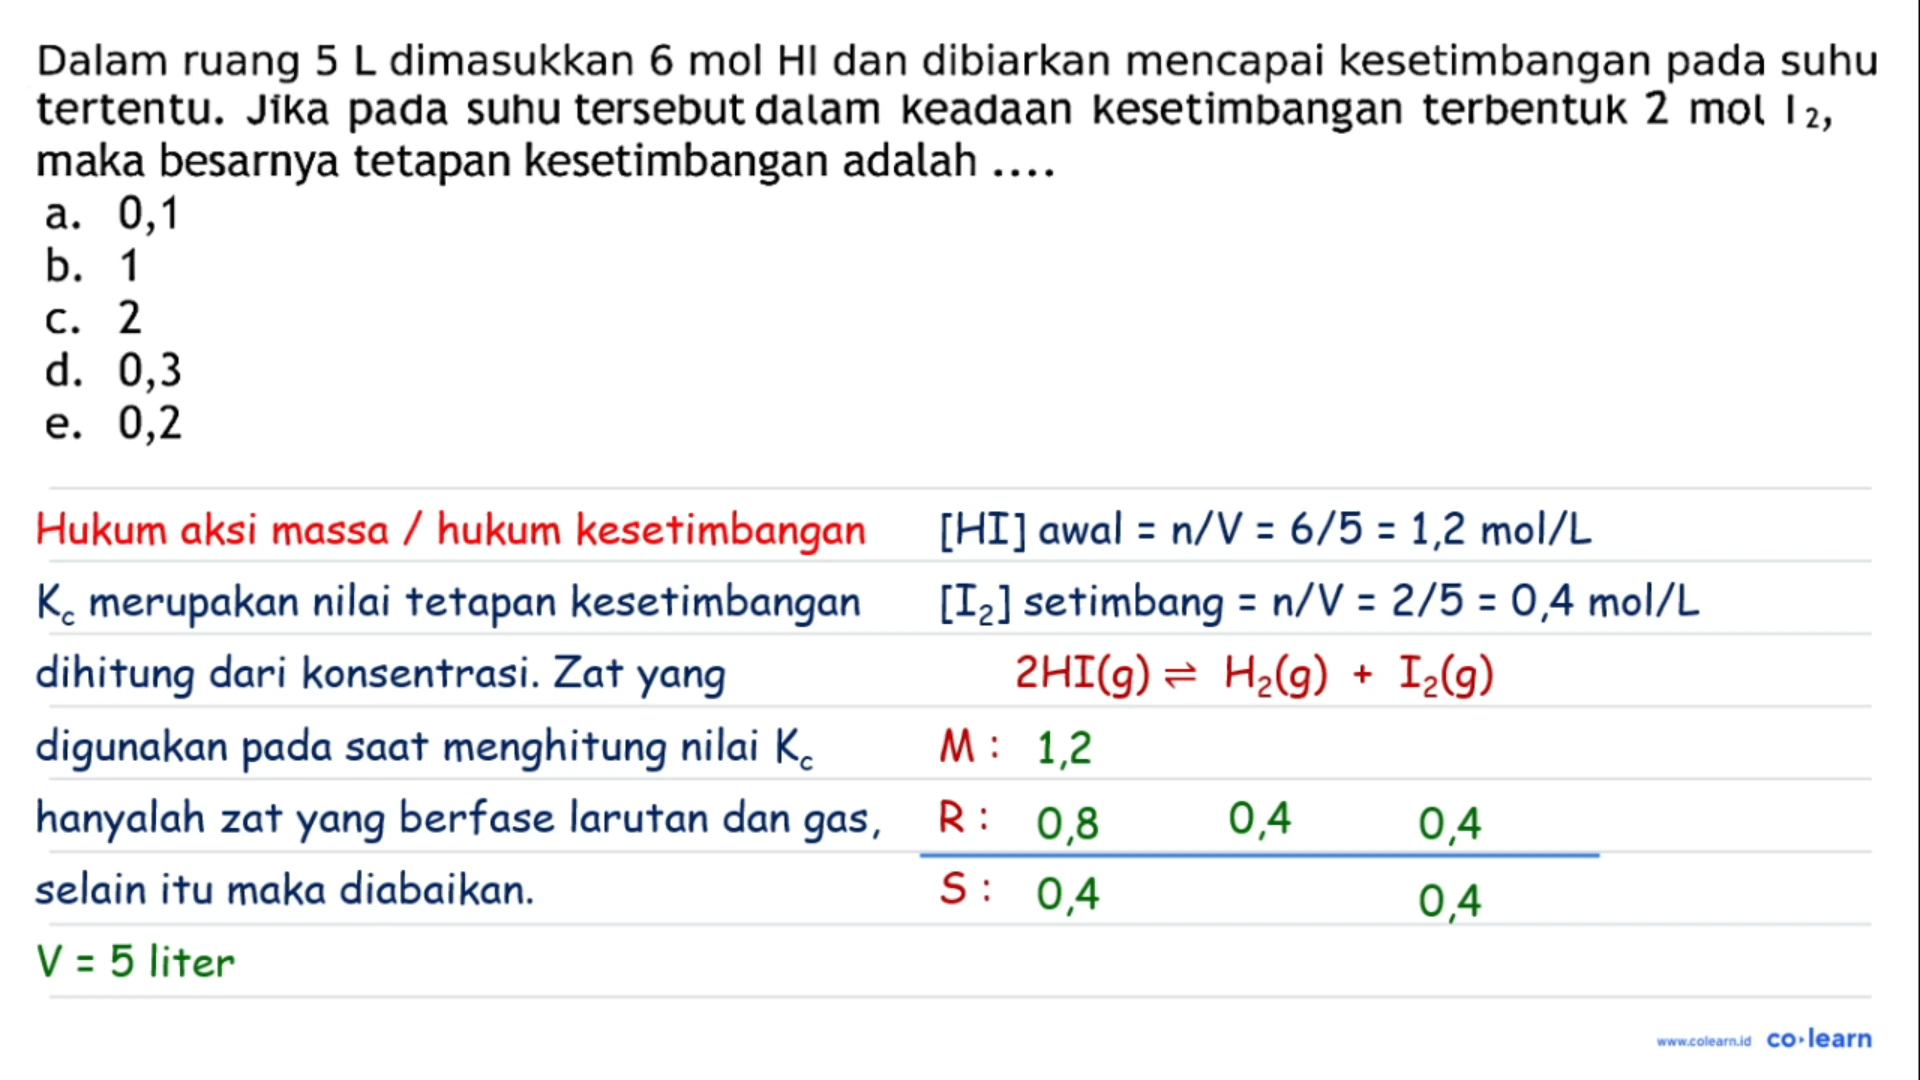 Dalam ruang 5 L dimasukkan 6 mol HI dan dibiarkan mencapai kesetimbangan pada suhu
tertentu. Jika pada suhu tersebut dalam keadaan kesetimbangan terbentuk 2 mol I₂,
maka besarnya tetapan kesetimbangan adalah ....
a. 0,1
b. 1
c. 2
d. 0,3
e. 0,2
Hukum aksi massa / hukum kesetimbangan
K꜀ merupakan nilai tetapan kesetimbangan
dihitung dari konsentrasi. Zat yang
digunakan pada saat menghitung nilai K꜀
hanyalah zat yang berfase larutan dan gas,
selain itu maka diabaikan.
V = 5 liter
[HI] awal = n/V = 6/5 = 1,2 mol/L
[I₂] setimbang = n/V = 2/5 = 0,4 mol/L
2HI(g) ⇌ H₂(g) + I₂(g)
M : 1,2
R : 0,8 0,4 0,4
S : 0,4 0,4
www.colearn.id co·learn